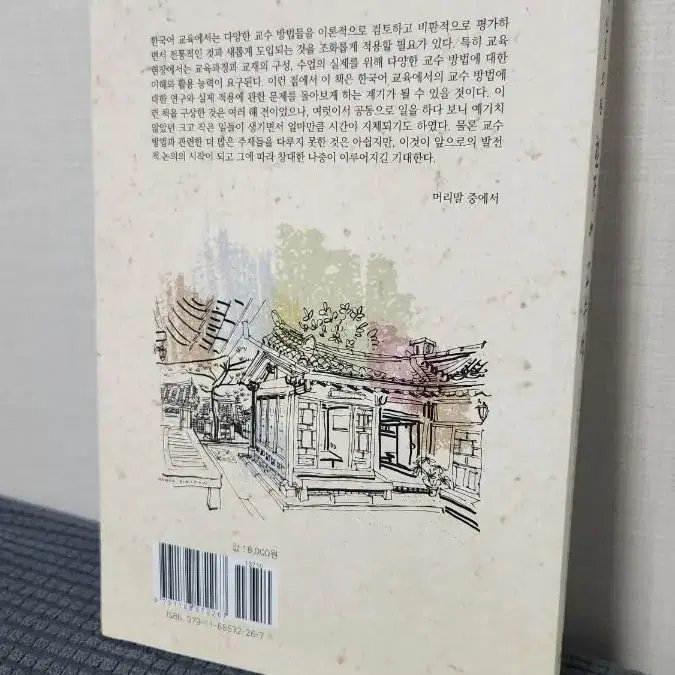 한국어 교육에서는 다양한 교수 방법들을 이론적으로 검토하고 비판적으로 평가하
면서 전통적인 것과 새롭게 도입되는 것을 조화롭게 적용할 필요가 있다. 특히 교육
현장에서는 교육과정과 교재의 구성, 수업의 실제를 위해 다양한 교수 방법에 대한
이해와 활용 능력이 요구된다. 이런 점에서 이 책은 한국어 교육에서의 교수 방법에
대한 연구와 실제 적용에 관한 문제를 돌아보게 하는 계기가 될 수 있을 것이다. 이
런 책을 구상한 것은 여러 해 전이었으나, 여럿이서 공동으로 일을 하다 보니 예기치
않았던 크고 작은 일들이 생기면서 얼마만큼 시간이 지체되기도 하였다. 물론 교수
방법과 관련한 더 많은 주제들을 다루지 못한 것은 아쉽지만, 이것이 앞으로의 발전
적 논의의 시작이 되고 그에 따라 창대한 나중이 이루어지길 기대한다.
머리말 중에서
값 18,000원
ISBN 979-11-68572-26-7